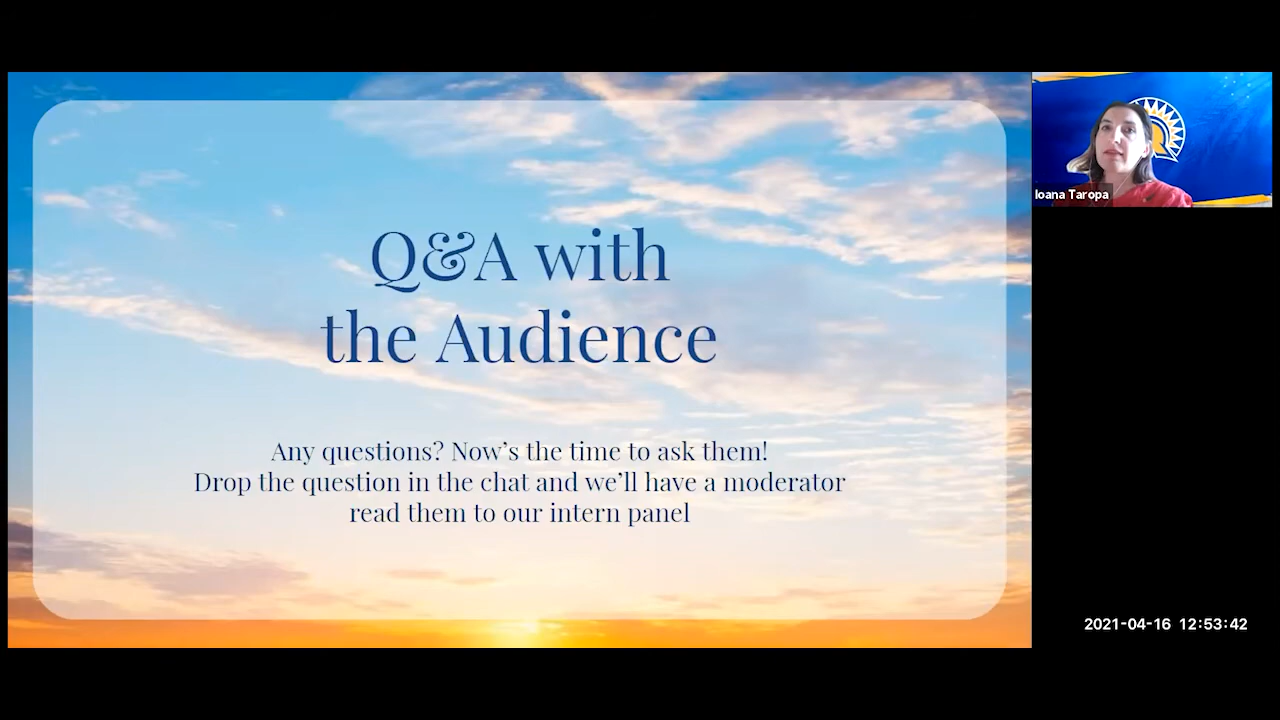 Q&A with
the Audience
Any questions? Now's the time to ask them!
Drop the question in the chat and we'll have a moderator
read them to our intern panel
Ioana Taropa
2021-04-16 12:53:42